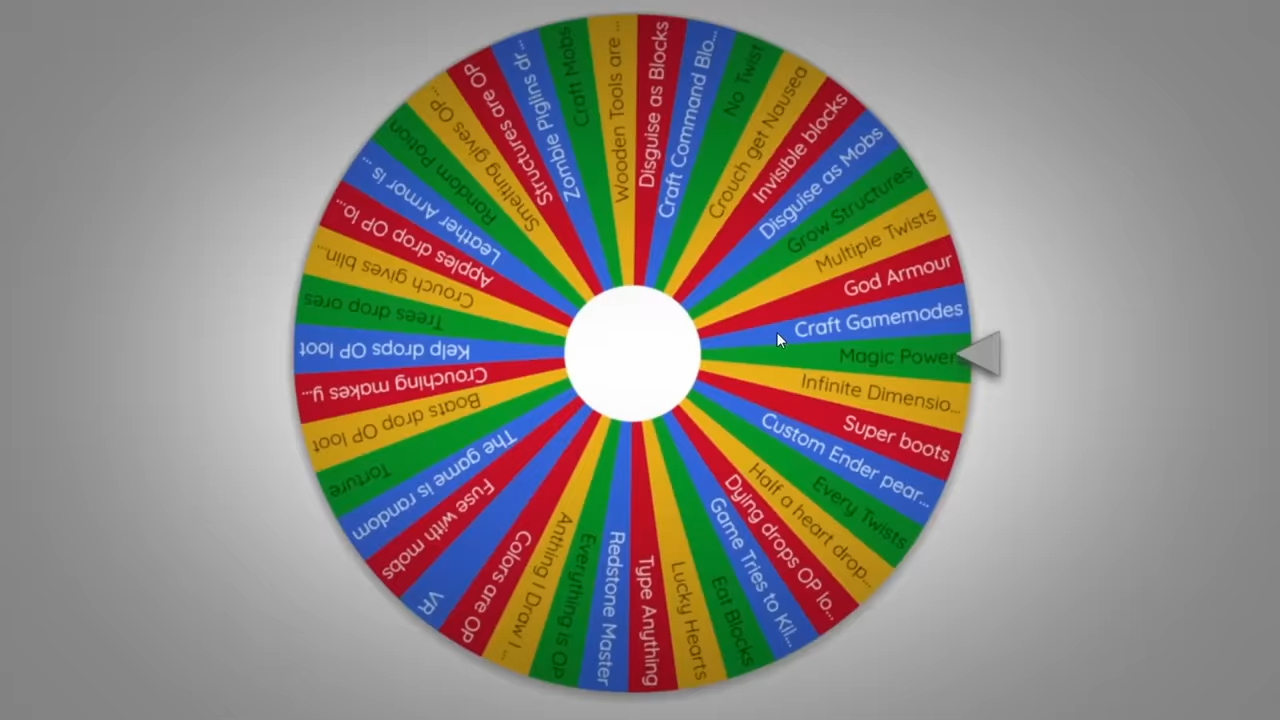 Wooden Tools are ...
Disguise as Blocks
Craft Command Blo...
No Twist
Crouch get Nausea
Invisible blocks
Disguise as Mobs
Grow Structures
Multiple Twists
God Armour
Craft Gamemodes
Magic Power
Infinite Dimensio...
Super boots
Custom Ender pear...
Every Twists
Half a heart drop...
Dying drops OP lo...
Game Tries to Kil...
Eat Blocks
Lucky Hearts
Type Anything
Redstone Master
Everything is OP
Anthing I Draw I...
Colors are OP
VR
Fuse with mobs
The game is random
Torture
Boats drop OP loot
Crouching makes y...
Kelp drops OP loot
Trees drop ores
Crouch gives blin...
Apples drop OP lo...
Leather Armor is ...
Random Potion
Smelting gives OP ...
Structures are OP
Zombie Piglins dr...
Craft Mobs